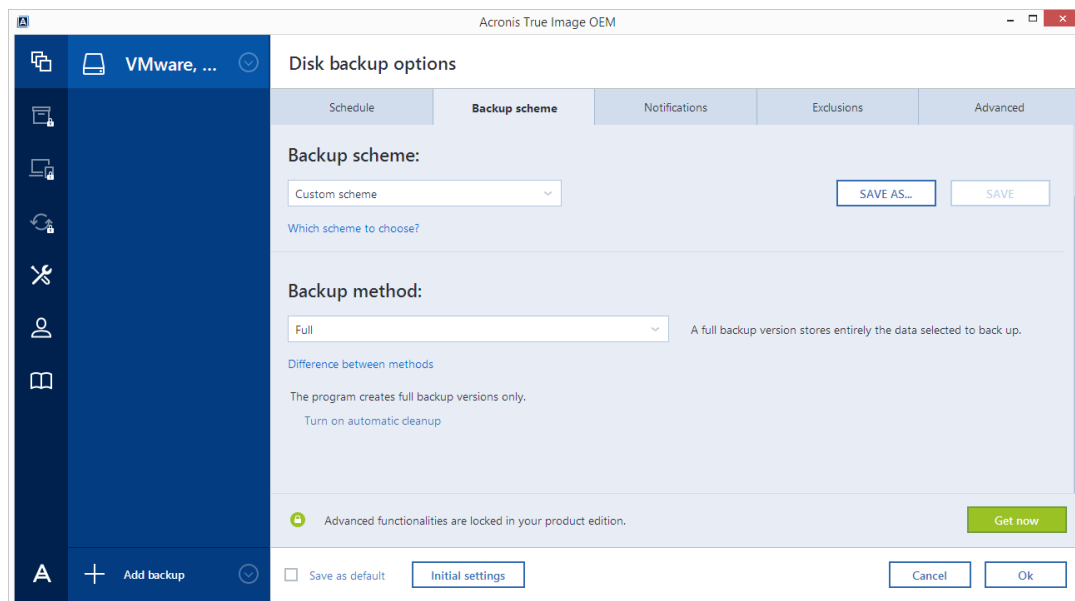 Acronis True Image OEM
VMware, ...
Disk backup options
Schedule
Backup scheme
Notifications
Exclusions
Advanced
Backup scheme:
Custom scheme
SAVE AS...
SAVE
Which scheme to choose?
Backup method:
Full
A full backup version stores entirely the data selected to back up.
Difference between methods
The program creates full backup versions only.
Turn on automatic cleanup
Advanced functionalities are locked in your product edition.
Get now
Add backup
Save as default
Initial settings
Cancel
Ok